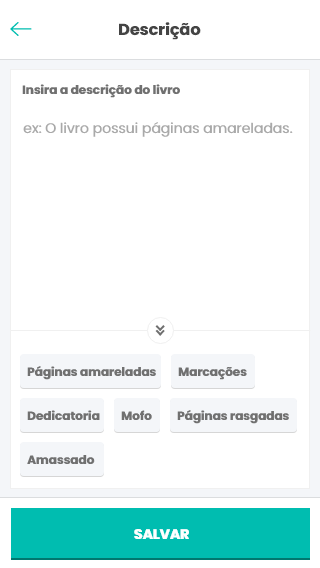 Descrição
Insira a descrição do livro
ex: O livro possui páginas amareladas.
Páginas amareladas
Marcações
Dedicatoria
Mofo
Páginas rasgadas
Amassado
SALVAR